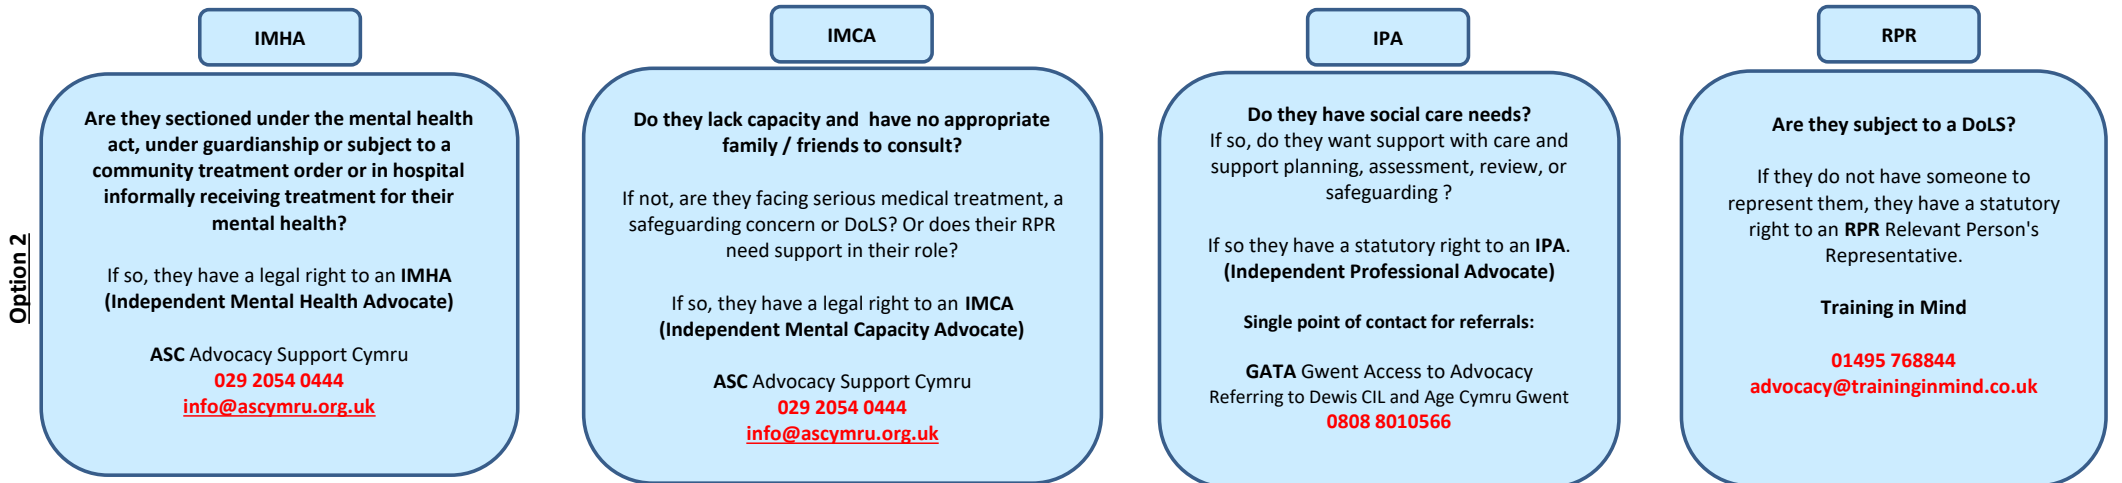 Option 2
IMHA
Are they sectioned under the mental health
act, under guardianship or subject to a
community treatment order or in hospital
informally receiving treatment for their
mental health?
If so, they have a legal right to an IMHA
(Independent Mental Health Advocate)
ASC Advocacy Support Cymru
029 2054 0444
info@ascymru.org.uk
IMCA
Do they lack capacity and have no appropriate
family / friends to consult?
If not, are they facing serious medical treatment, a
safeguarding concern or DoLS? Or does their RPR
need support in their role?
If so, they have a legal right to an IMCA
(Independent Mental Capacity Advocate)
ASC Advocacy Support Cymru
029 2054 0444
info@ascymru.org.uk
IPA
Do they have social care needs?
If so, do they want support with care and
support planning, assessment, review, or
safeguarding ?
If so they have a statutory right to an IPA.
(Independent Professional Advocate)
Single point of contact for referrals:
GATA Gwent Access to Advocacy
Referring to Dewis CIL and Age Cymru Gwent
0808 8010566
RPR
Are they subject to a DoLS?
If they do not have someone to
represent them, they have a statutory
right to an RPR Relevant Person's
Representative.
Training in Mind
01495 768844
advocacy@traininginmind.co.uk